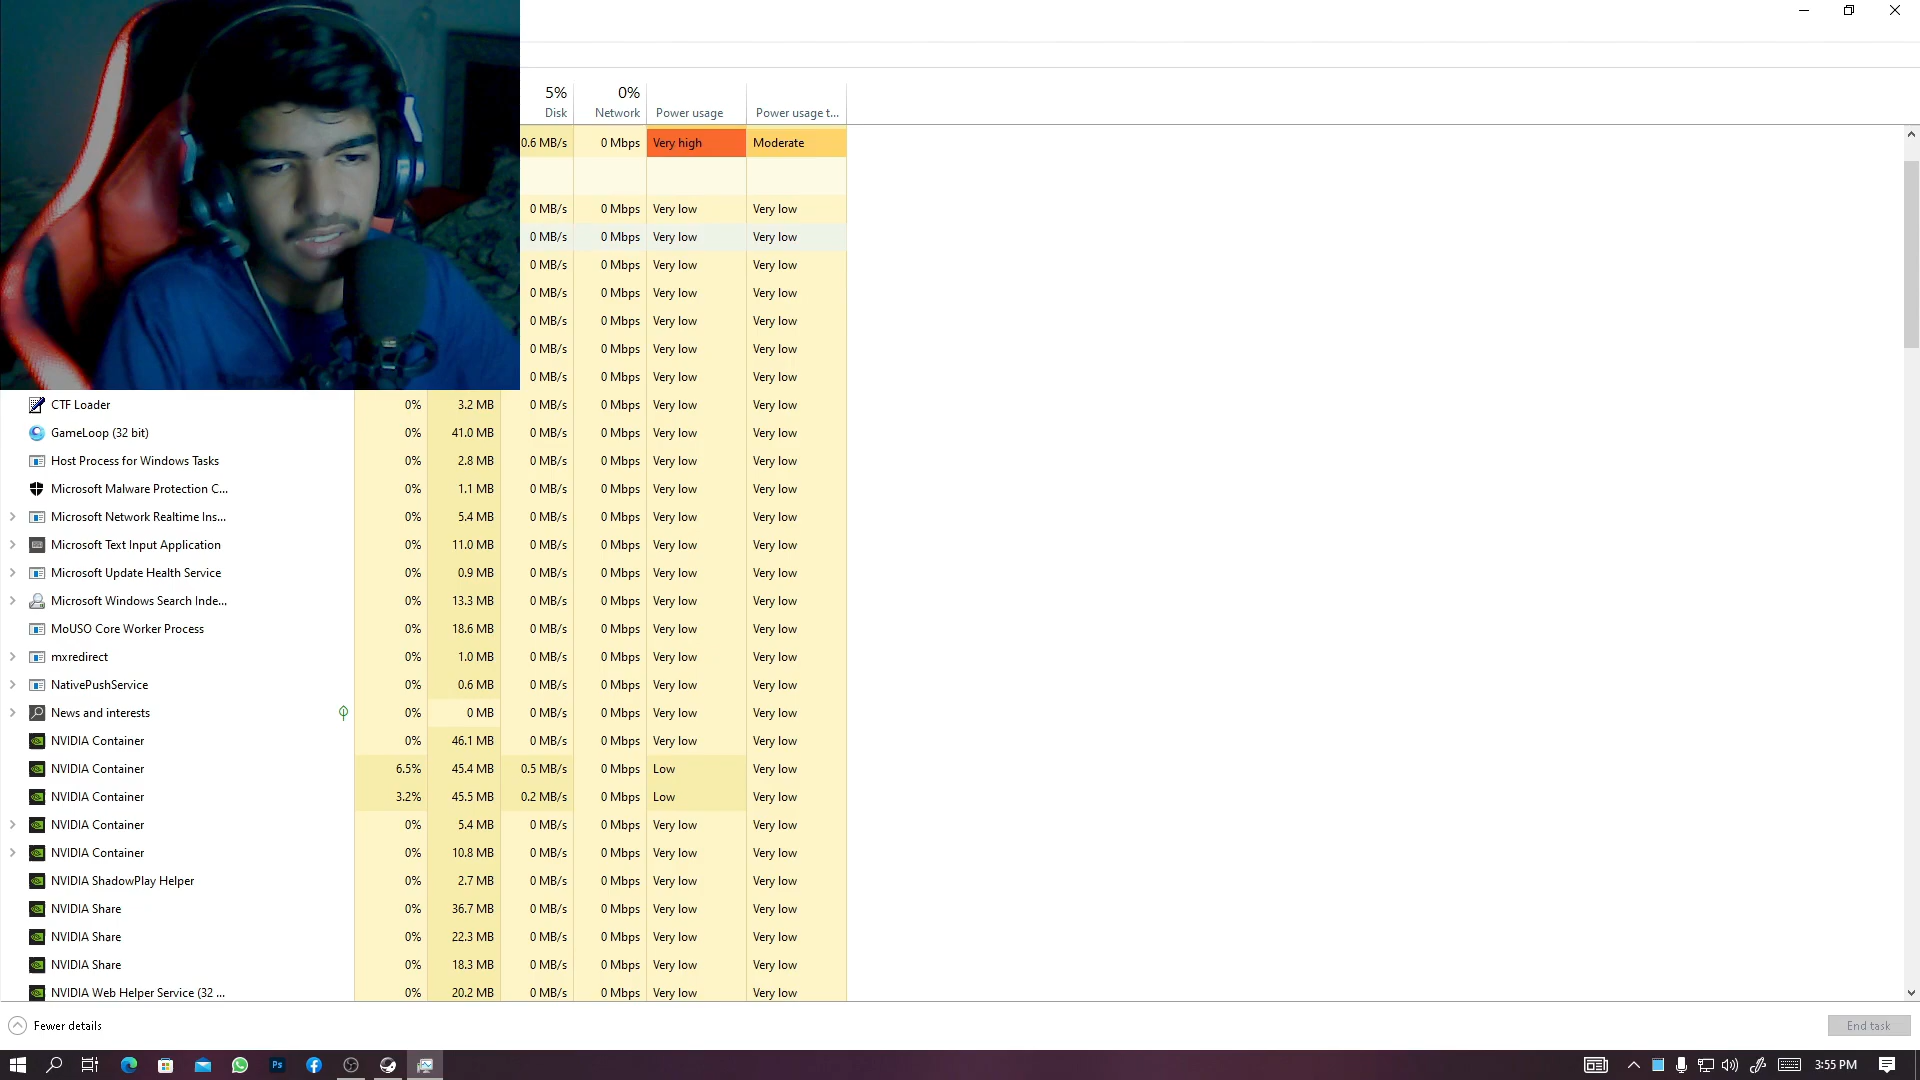 5% 0%
Disk Network Power usage Power usage t...
0.6 MB/s 0 Mbps Very high Moderate
0 MB/s 0 Mbps Very low Very low
0 MB/s 0 Mbps Very low Very low
0 MB/s 0 Mbps Very low Very low
0 MB/s 0 Mbps Very low Very low
0 MB/s 0 Mbps Very low Very low
0 MB/s 0 Mbps Very low Very low
0 MB/s 0 Mbps Very low Very low
CTF Loader 0% 3.2 MB 0 MB/s 0 Mbps Very low Very low
GameLoop (32 bit) 0% 41.0 MB 0 MB/s 0 Mbps Very low Very low
Host Process for Windows Tasks 0% 2.8 MB 0 MB/s 0 Mbps Very low Very low
Microsoft Malware Protection C... 0% 1.1 MB 0 MB/s 0 Mbps Very low Very low
Microsoft Network Realtime Ins... 0% 5.4 MB 0 MB/s 0 Mbps Very low Very low
Microsoft Text Input Application 0% 11.0 MB 0 MB/s 0 Mbps Very low Very low
Microsoft Update Health Service 0% 0.9 MB 0 MB/s 0 Mbps Very low Very low
Microsoft Windows Search Inde... 0% 13.3 MB 0 MB/s 0 Mbps Very low Very low
MoUSO Core Worker Process 0% 18.6 MB 0 MB/s 0 Mbps Very low Very low
mxredirect 0% 1.0 MB 0 MB/s 0 Mbps Very low Very low
NativePushService 0% 0.6 MB 0 MB/s 0 Mbps Very low Very low
News and interests 0% 0 MB 0 MB/s 0 Mbps Very low Very low
NVIDIA Container 0% 46.1 MB 0 MB/s 0 Mbps Very low Very low
NVIDIA Container 6.5% 45.4 MB 0.5 MB/s 0 Mbps Low Very low
NVIDIA Container 3.2% 45.5 MB 0.2 MB/s 0 Mbps Low Very low
NVIDIA Container 0% 5.4 MB 0 MB/s 0 Mbps Very low Very low
NVIDIA Container 0% 10.8 MB 0 MB/s 0 Mbps Very low Very low
NVIDIA ShadowPlay Helper 0% 2.7 MB 0 MB/s 0 Mbps Very low Very low
NVIDIA Share 0% 36.7 MB 0 MB/s 0 Mbps Very low Very low
NVIDIA Share 0% 22.3 MB 0 MB/s 0 Mbps Very low Very low
NVIDIA Share 0% 18.3 MB 0 MB/s 0 Mbps Very low Very low
NVIDIA Web Helper Service (32 ... 0% 20.2 MB 0 MB/s 0 Mbps Very low Very low
Fewer details End task
Ps 3:55 PM